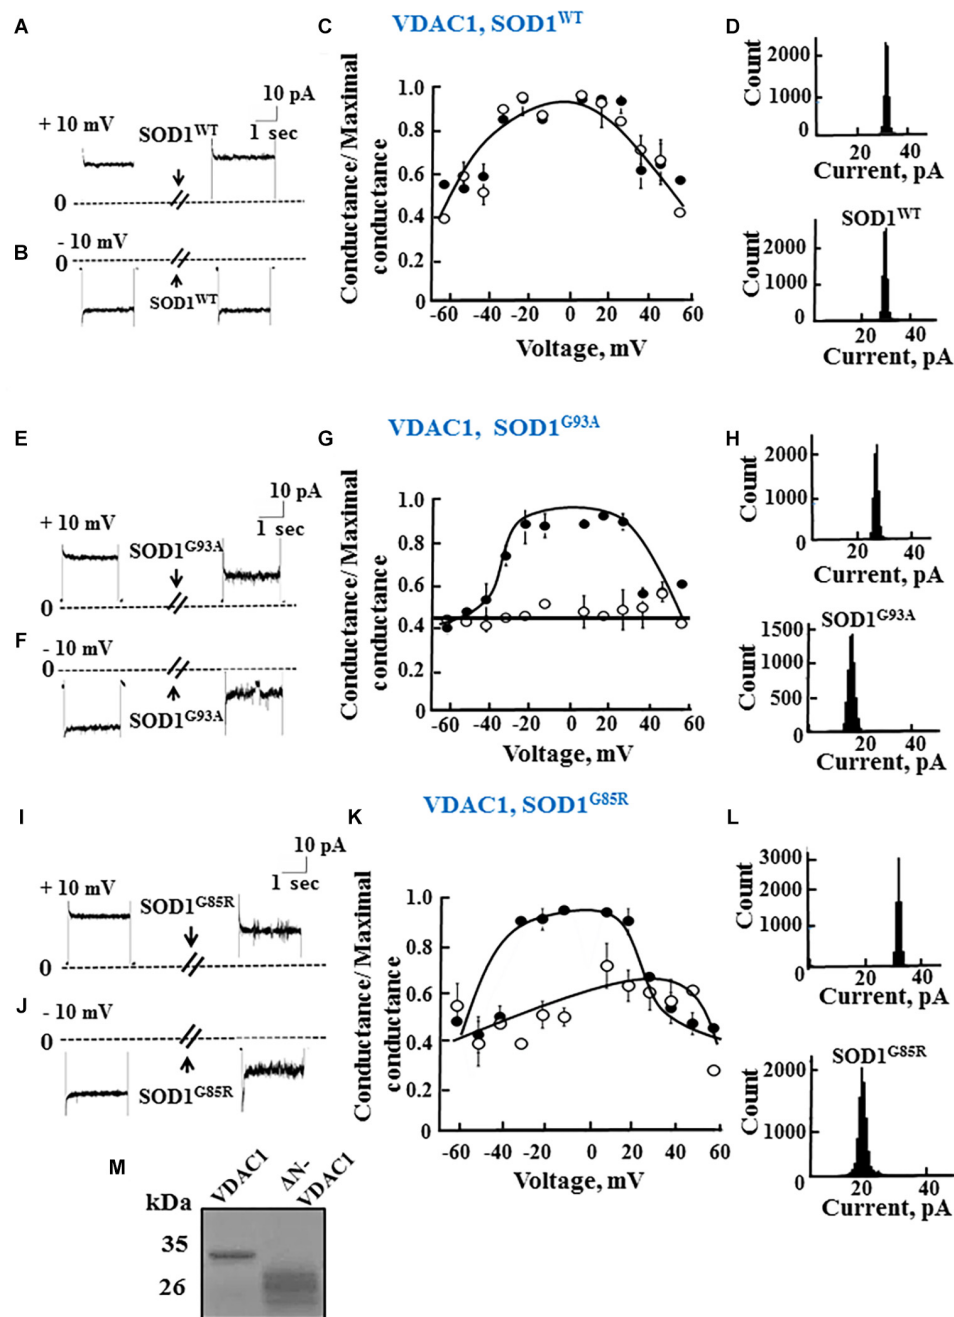 A
+ 10 mV
SOD1WT
10 pA
1 sec
0
B
- 10 mV
0
SOD1WT
VDAC1, SOD1WT
C
Conductance/ Maximal
conductance
1.0
0.8
0.6
0.4
0.2
0
-60 -40 -20 0 20 40 60
Voltage, mV
D
Count
2000
1000
0
20 40
Current, pA
SOD1WT
Count
2000
1000
0
20 40
Current, pA
E
+ 10 mV
SOD1G93A
10 pA
1 sec
0
F
- 10 mV
0
SOD1G93A
VDAC1, SOD1G93A
G
Conductance/ Maximal
conductance
1.0
0.8
0.6
0.4
0.2
0
-60 -40 -20 0 20 40 60
Voltage, mV
H
Count
2000
1000
0
20 40
Current, pA
SOD1G93A
Count
1500
1000
500
0
20 40
Current, pA
I
+ 10 mV
SOD1G85R
10 pA
1 sec
0
J
- 10 mV
0
SOD1G85R
VDAC1, SOD1G85R
K
Conductance/ Maximal
conductance
1.0
0.8
0.6
0.4
0.2
0
-60 -40 -20 0 20 40 60
Voltage, mV
L
Count
3000
2000
1000
0
20 40
Current, pA
SOD1G85R
Count
2000
1000
0
20 40
Current, pA
M
kDa
VDAC1
ΔN-
VDAC1
35
26